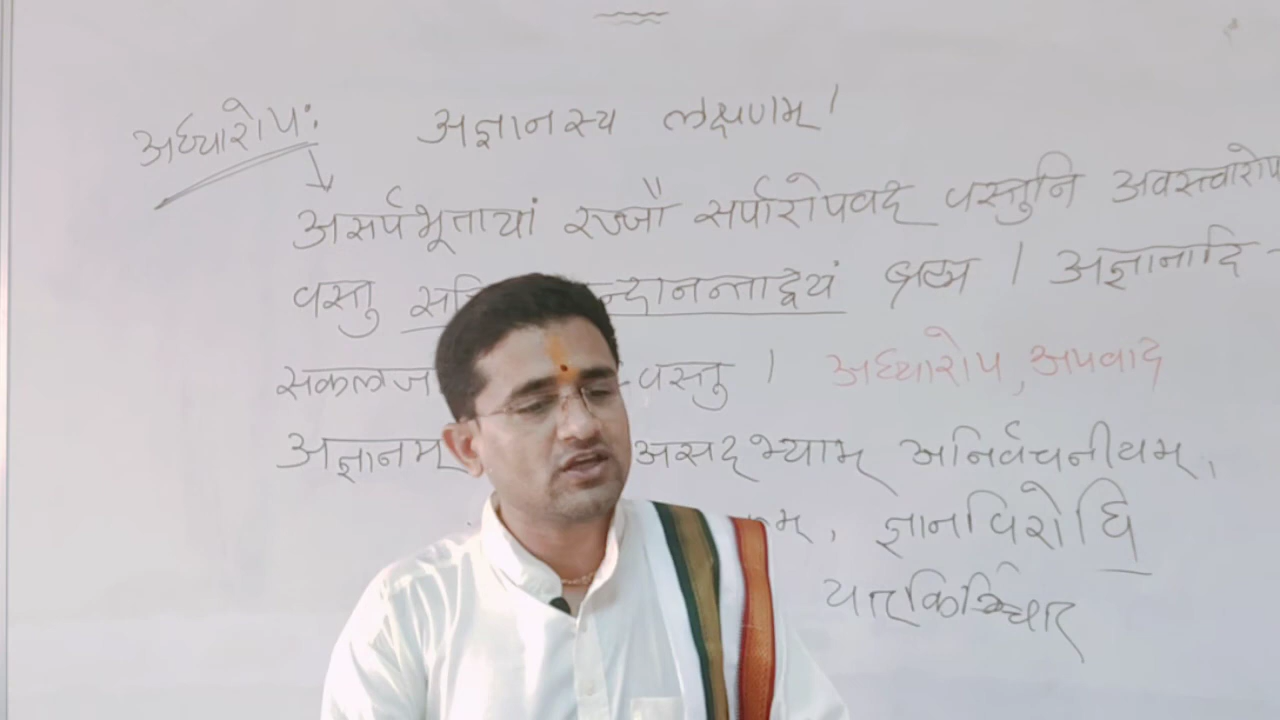 अध्यारोपः अज्ञानस्य लक्षणम्।
असर्पभूतायां रज्जौ सर्पारोपवद् वस्तुनि अवस्त्वारोप
वस्तु सच्चि न्दानन्ताद्वयं ब्रह्म । अज्ञानादि-
सकलज -वस्तु । अध्यारोप, अपवाद
अज्ञानम् असद्भ्याम् अनिर्वचनीयम्,
म्, ज्ञानविरोधि
यत्किञ्चित्